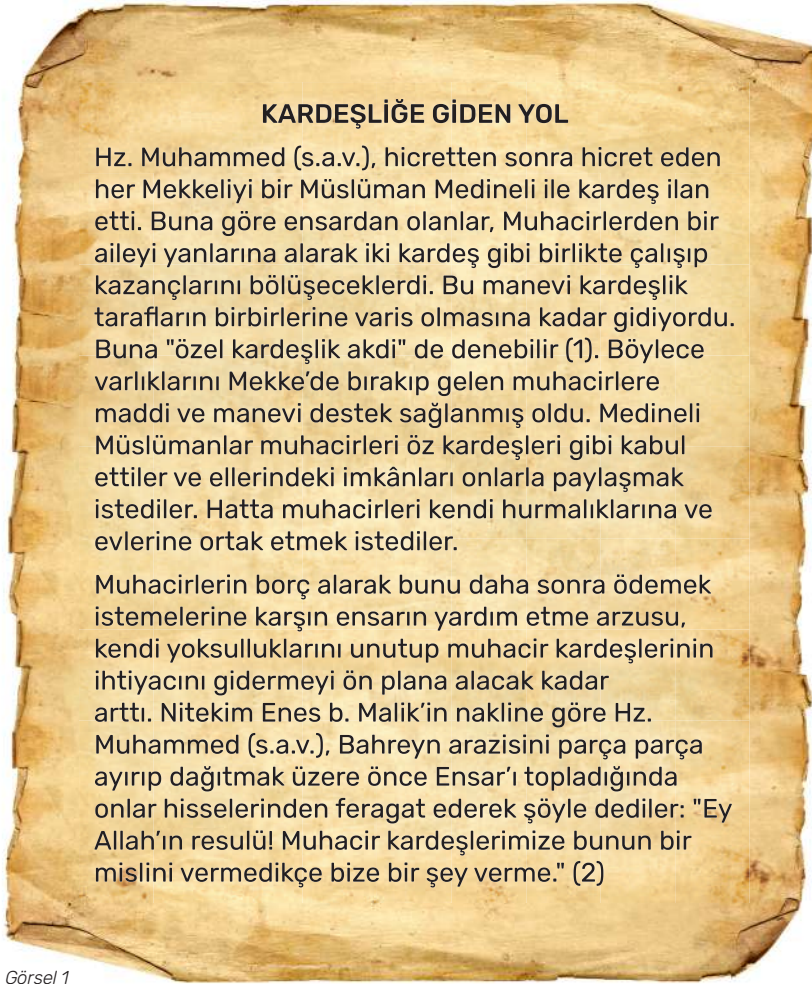 KARDEŞLİĞE GİDEN YOL
Hz. Muhammed (s.a.v.), hicretten sonra hicret eden
her Mekkeliyi bir Müslüman Medineli ile kardeş ilan
etti. Buna göre ensardan olanlar, Muhacirlerden bir
aileyi yanlarına alarak iki kardeş gibi birlikte çalışıp
kazançlarını bölüşeceklerdi. Bu manevi kardeşlik
tarafların birbirlerine varis olmasına kadar gidiyordu.
Buna "özel kardeşlik akdi" de denebilir (1). Böylece
varlıklarını Mekke’de bırakıp gelen muhacirlere
maddi ve manevi destek sağlanmış oldu. Medineli
Müslümanlar muhacirleri öz kardeşleri gibi kabul
ettiler ve ellerindeki imkânları onlarla paylaşmak
istediler. Hatta muhacirleri kendi hurmalıklarına ve
evlerine ortak etmek istediler.
Muhacirlerin borç alarak bunu daha sonra ödemek
istemelerine karşın ensarın yardım etme arzusu,
kendi yoksulluklarını unutup muhacir kardeşlerinin
ihtiyacını gidermeyi ön plana alacak kadar
arttı. Nitekim Enes b. Malik’in nakline göre Hz.
Muhammed (s.a.v.), Bahreyn arazisini parça parça
ayırıp dağıtmak üzere önce Ensar’ı topladığında
onlar hisselerinden feragat ederek şöyle dediler: "Ey
Allah’ın resulü! Muhacir kardeşlerimize bunun bir
mislini vermedikçe bize bir şey verme." (2)
Görsel 1